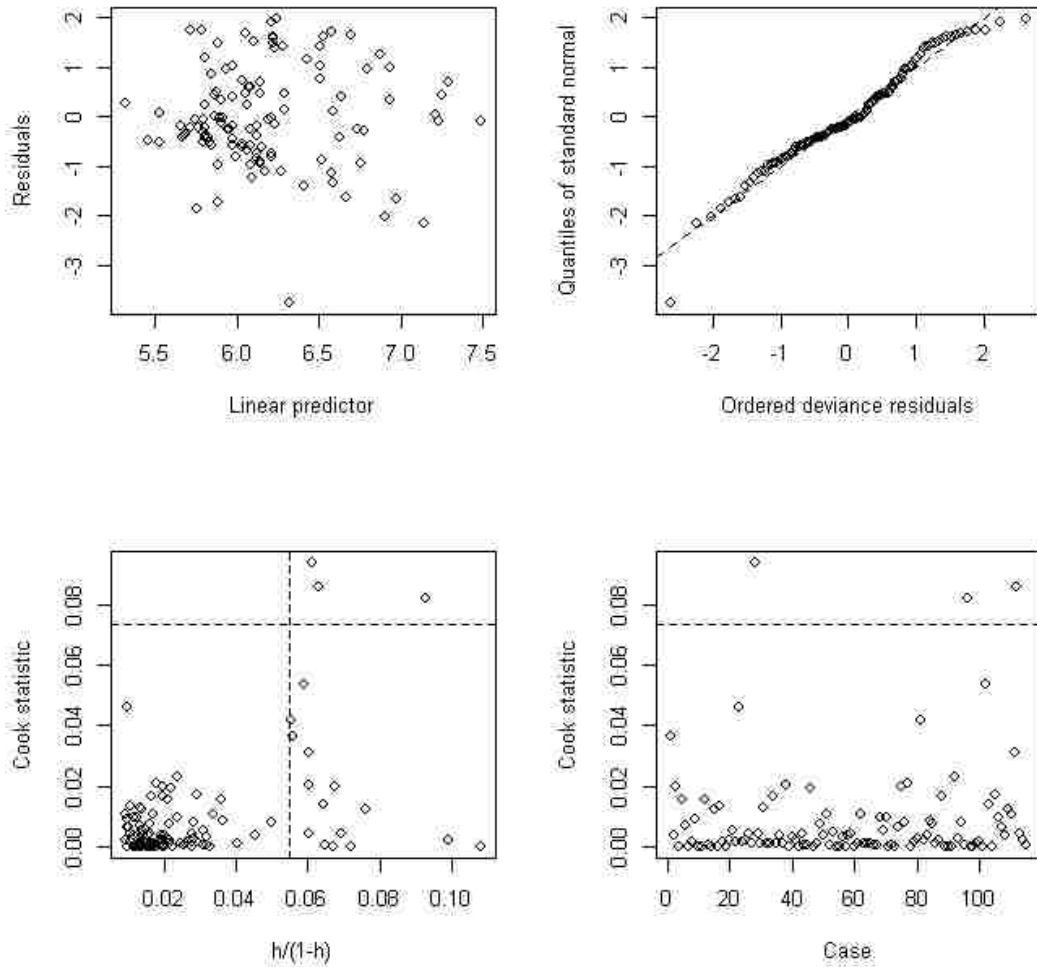 2
1
0
-1
-2
-3
Residuals
5.5 6.0 6.5 7.0 7.5
Linear predictor
2
1
0
-1
-2
-3
Quantiles of standard normal
-2 -1 0 1 2
Ordered deviance residuals
0.08
0.06
0.04
0.02
0.00
Cook statistic
0.02 0.04 0.06 0.08 0.10
h/(1-h)
0.08
0.06
0.04
0.02
0.00
Cook statistic
0 20 40 60 80 100
Case